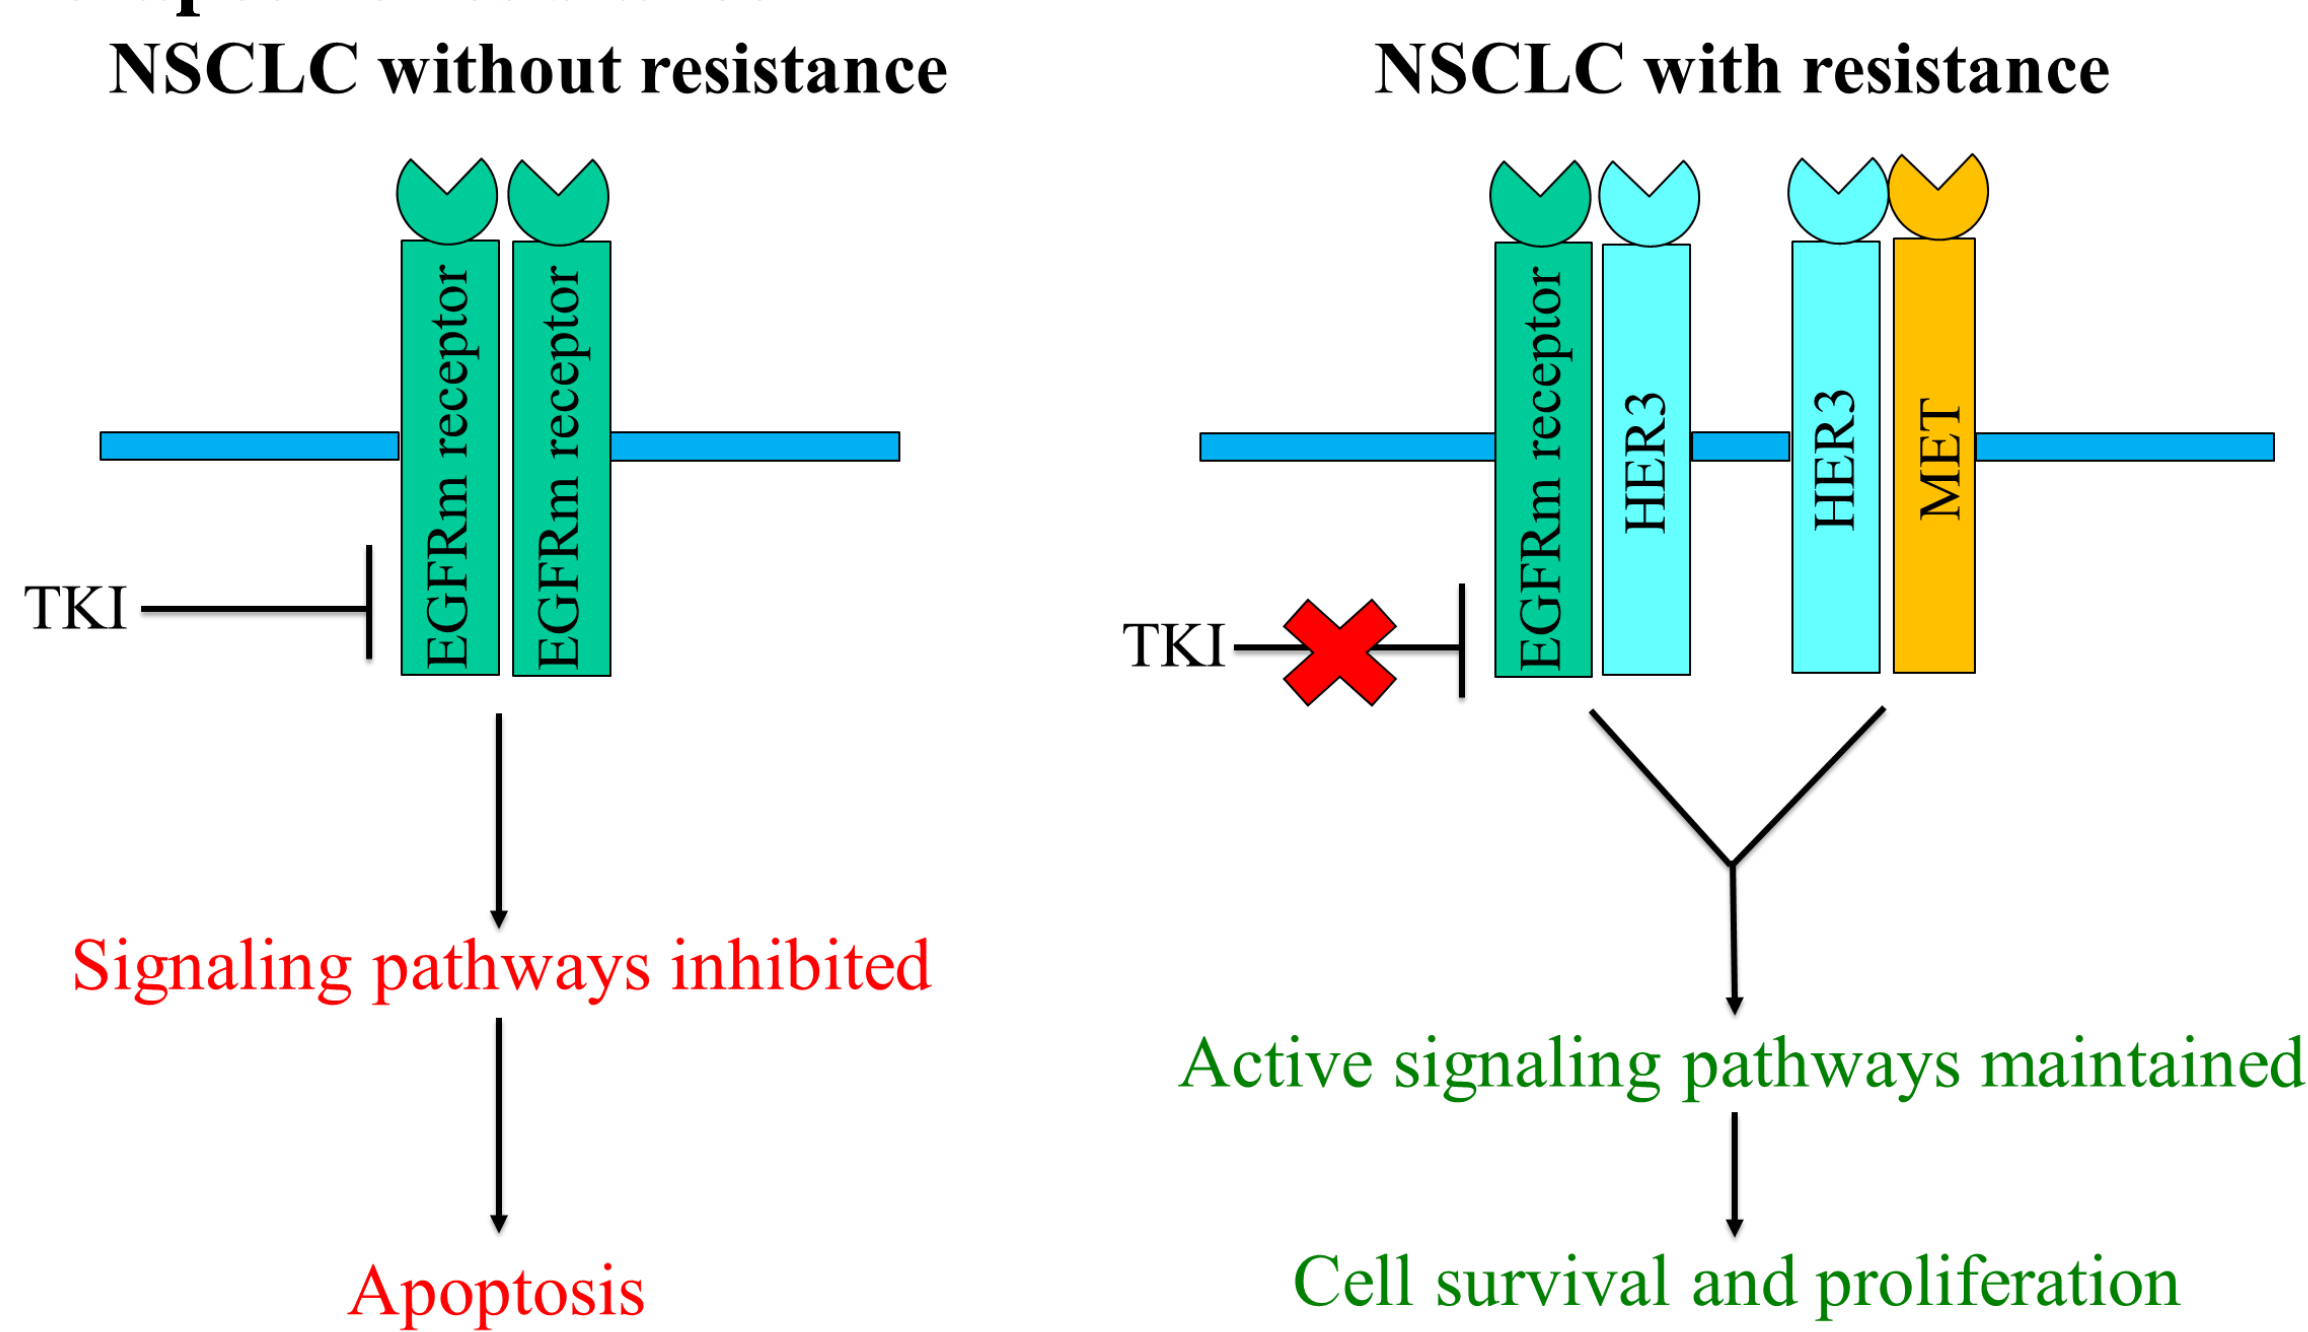 NSCLC without resistance
EGFRm receptor
EGFRm receptor
TKI
Signaling pathways inhibited
Apoptosis
NSCLC with resistance
EGFRm receptor
HER3
HER3
MET
TKI
Active signaling pathways maintained
Cell survival and proliferation